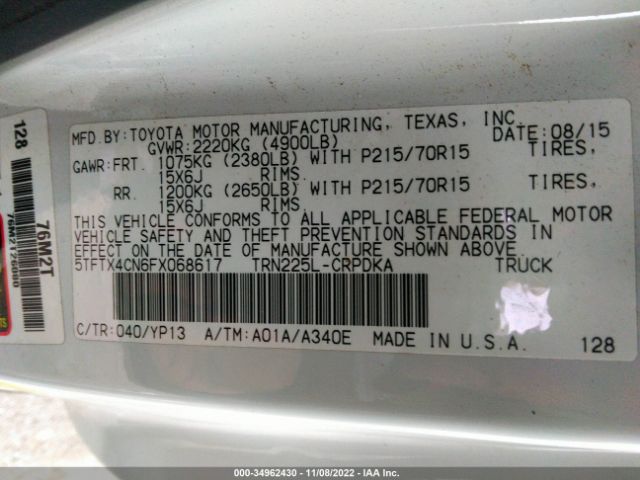 MFD.BY:TOYOTA MOTOR MANUFACTURING, TEXAS, INC.
GVWR:2220KG (4900LB) DATE:08/15
GAWR:FRT. 1075KG (2380LB) WITH P215/70R15 TIRES,
15X6J RIMS.
RR. 1200KG (2650LB) WITH P215/70R15 TIRES,
15X6J RIMS.
THIS VEHICLE CONFORMS TO ALL APPLICABLE FEDERAL MOTOR
VEHICLE SAFETY AND THEFT PREVENTION STANDARDS IN
EFFECT ON THE DATE OF MANUFACTURE SHOWN ABOVE.
5TFTX4CN6FX068617 TRN225L-CRPDKA TRUCK
C/TR:040/YP13 A/TM:A01A/A340E MADE IN U.S.A. 128
128
76M2T
000-34962430 - 11/08/2022 - IAA Inc.